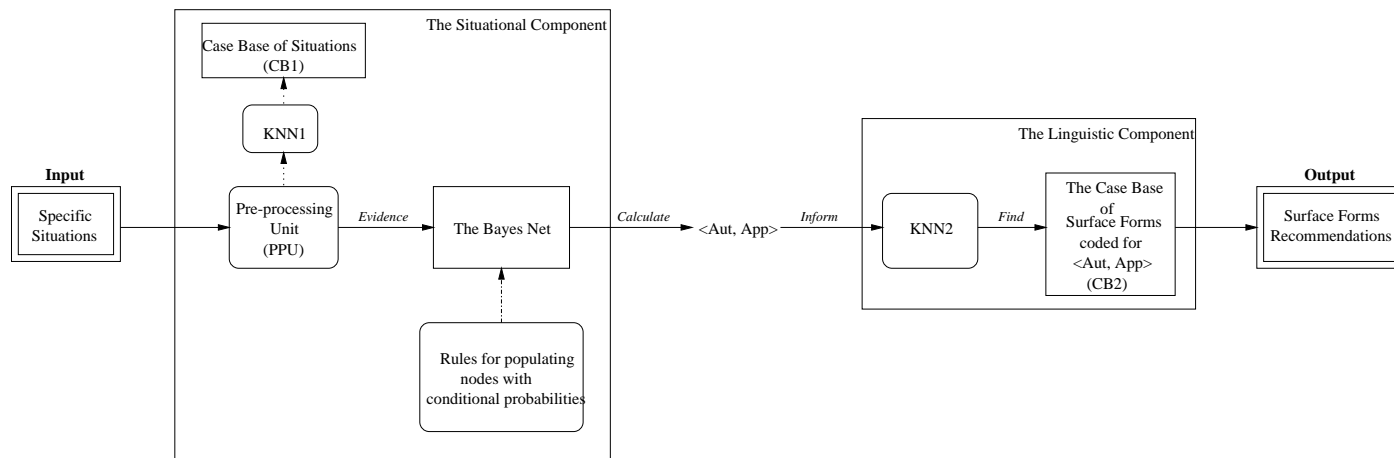 The Situational Component
Case Base of Situations
(CB1)
KNN1
Input
Specific
Situations
Pre-processing
Unit
(PPU)
Evidence
The Bayes Net
Rules for populating
nodes with
conditional probabilities
Calculate
<Aut, App>
Inform
The Linguistic Component
KNN2
Find
The Case Base
of
Surface Forms
coded for
<Aut, App>
(CB2)
Output
Surface Forms
Recommendations